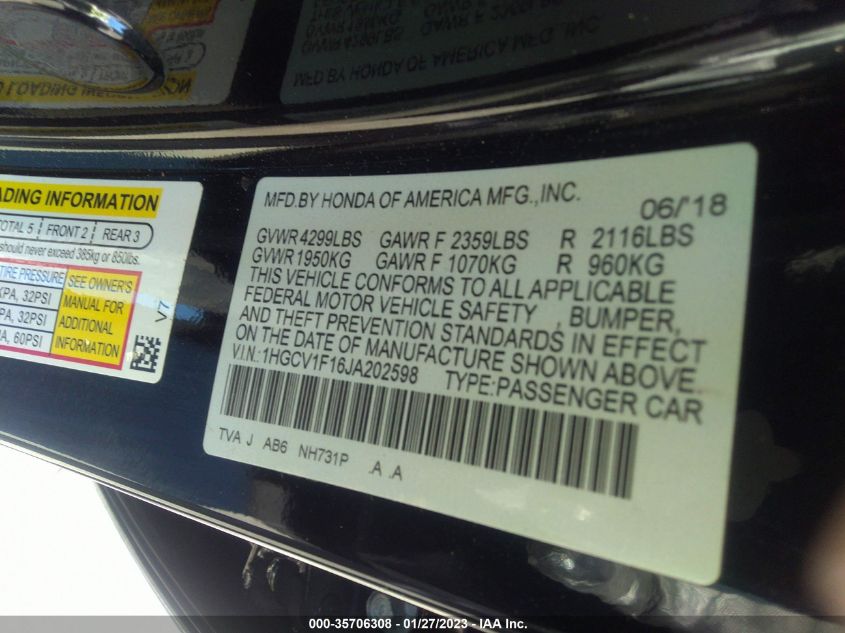 MFD BY HONDA OF AMERICA MFG., INC
ADING INFORMATION
TOTAL 5 FRONT 2 REAR 3
should never exceed 385kg or 850lbs.
TIRE PRESSURE
KPA, 32PSI
PA, 32PSI
A, 60PSI
SEE OWNER'S
MANUAL FOR
ADDITIONAL
INFORMATION
V7
MFD.BY HONDA OF AMERICA MFG.,INC. 06/'18
GVWR 4299LBS GAWR F 2359LBS R 2116LBS
GVWR 1950KG GAWR F 1070KG R 960KG
THIS VEHICLE CONFORMS TO ALL APPLICABLE
FEDERAL MOTOR VEHICLE SAFETY , BUMPER,
AND THEFT PREVENTION STANDARDS IN EFFECT
ON THE DATE OF MANUFACTURE SHOWN ABOVE.
V.I.N.:1HGCV1F16JA202598 TYPE:PASSENGER CAR
TVA J AB6 NH731P .A .A
000-35706308 - 01/27/2023 - IAA Inc.